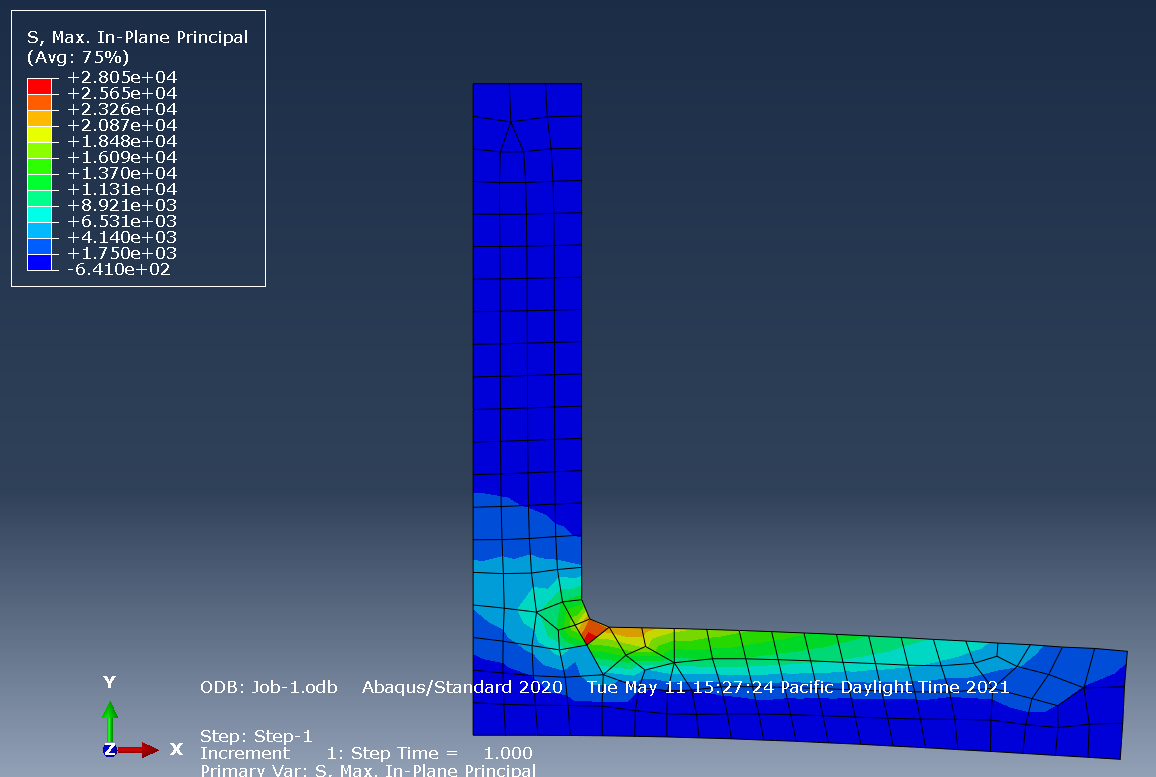 S, Max. In-Plane Principal
(Avg: 75%)
+2.805e+04
+2.565e+04
+2.326e+04
+2.087e+04
+1.848e+04
+1.609e+04
+1.370e+04
+1.131e+04
+8.921e+03
+6.531e+03
+4.140e+03
+1.750e+03
-6.410e+02
Y
Z X
ODB: Job-1.odb Abaqus/Standard 2020 Tue May 11 15:27:24 Pacific Daylight Time 2021
Step: Step-1
Increment 1: Step Time = 1.000
Primary Var: S, Max. In-Plane Principal